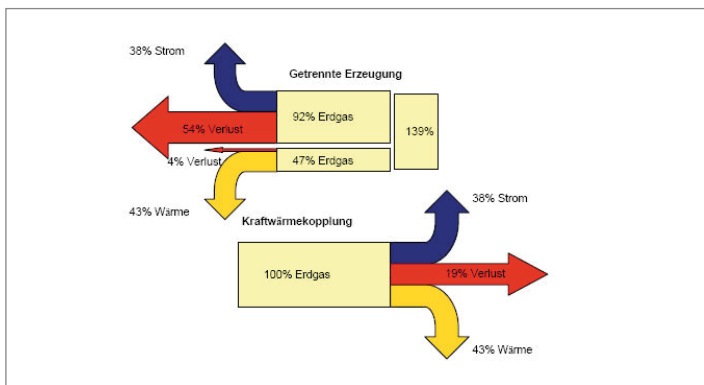 38% Strom
Getrennte Erzeugung
92% Erdgas
139%
54% Verlust
4% Verlust
47% Erdgas
43% Wärme
38% Strom
Kraftwärmekopplung
100% Erdgas
19% Verlust
43% Wärme